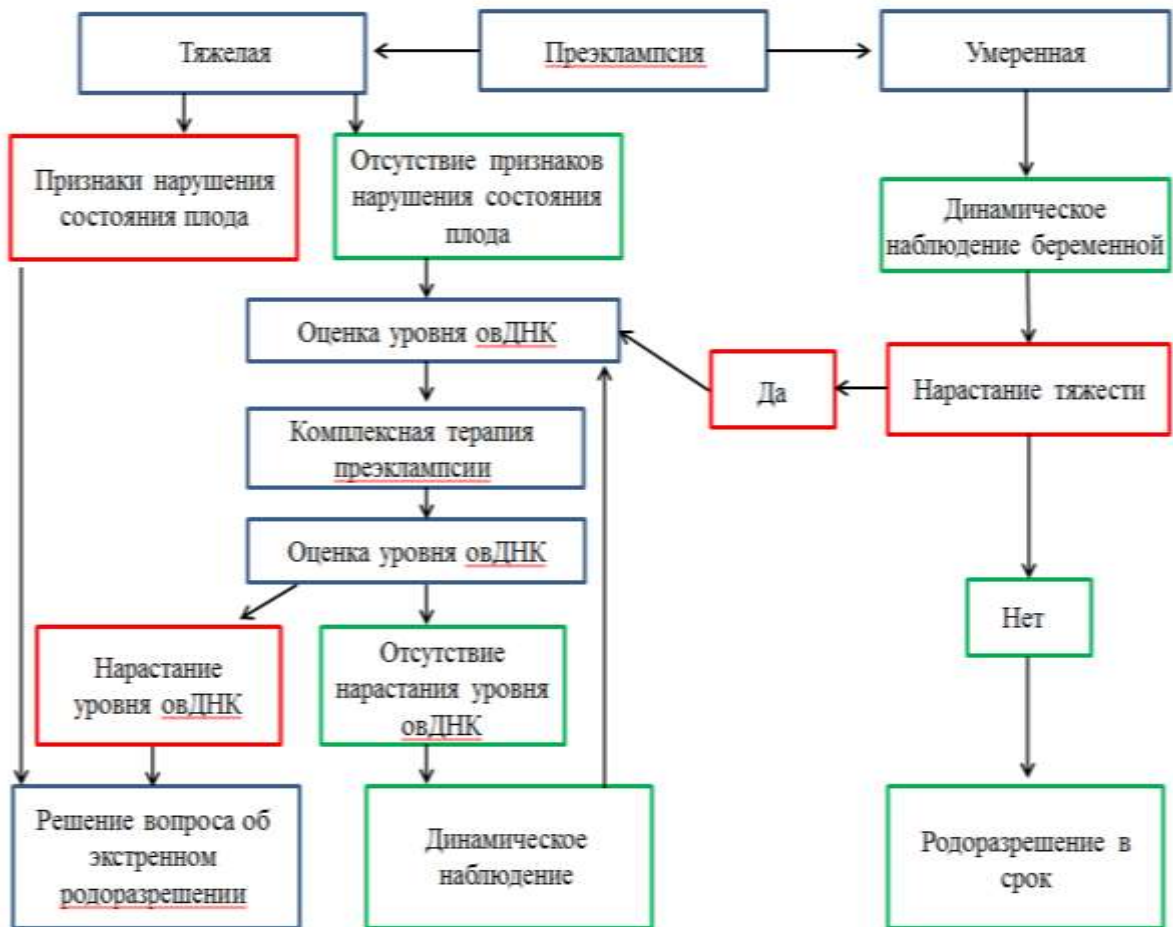 Тяжелая
Преэклампсия
Умеренная
Признаки нарушения
состояния плода
Отсутствие признаков
нарушения состояния
плода
Динамическое
наблюдение беременной
Оценка уровня овДНК
Да
Нарастание тяжести
Комплексная терапия
преэклампсии
Оценка уровня овДНК
Нет
Нарастание
уровня овДНК
Отсутствие
нарастания уровня
овДНК
Решение вопроса об
экстренном
родоразрешении
Динамическое
наблюдение
Родоразрешение в
срок